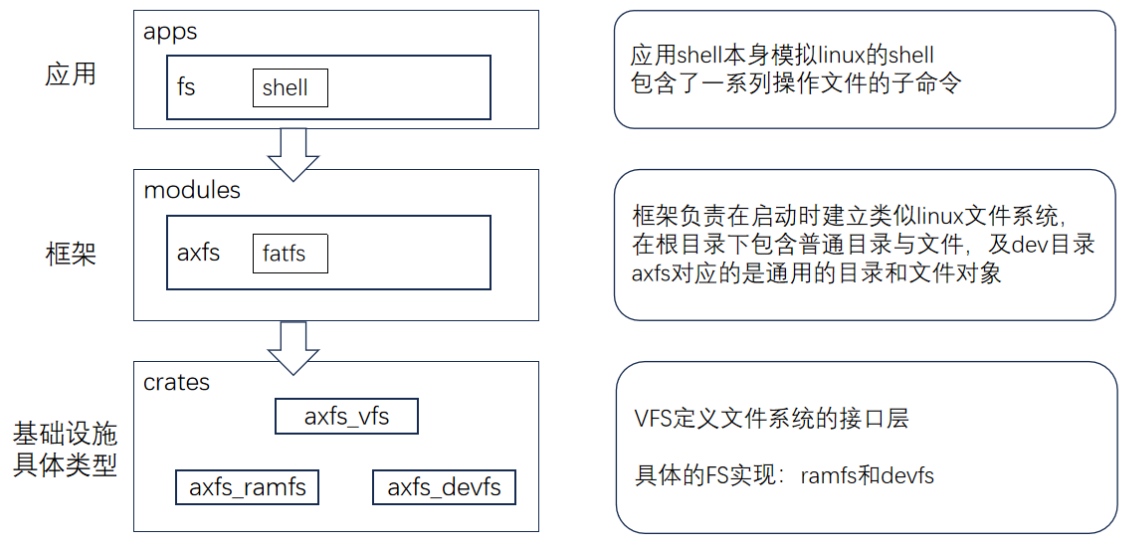 apps
应用
fs
shell
应用shell本身模拟linux的shell
包含了一系列操作文件的子命令
modules
框架
axfs
fatfs
框架负责在启动时建立类似linux文件系统,
在根目录下包含普通目录与文件，及dev目录
axfs对应的是通用的目录和文件对象
crates
基础设施
具体类型
axfs_vfs
axfs_ramfs
axfs_devfs
VFS定义文件系统的接口层
具体的FS实现：ramfs和devfs